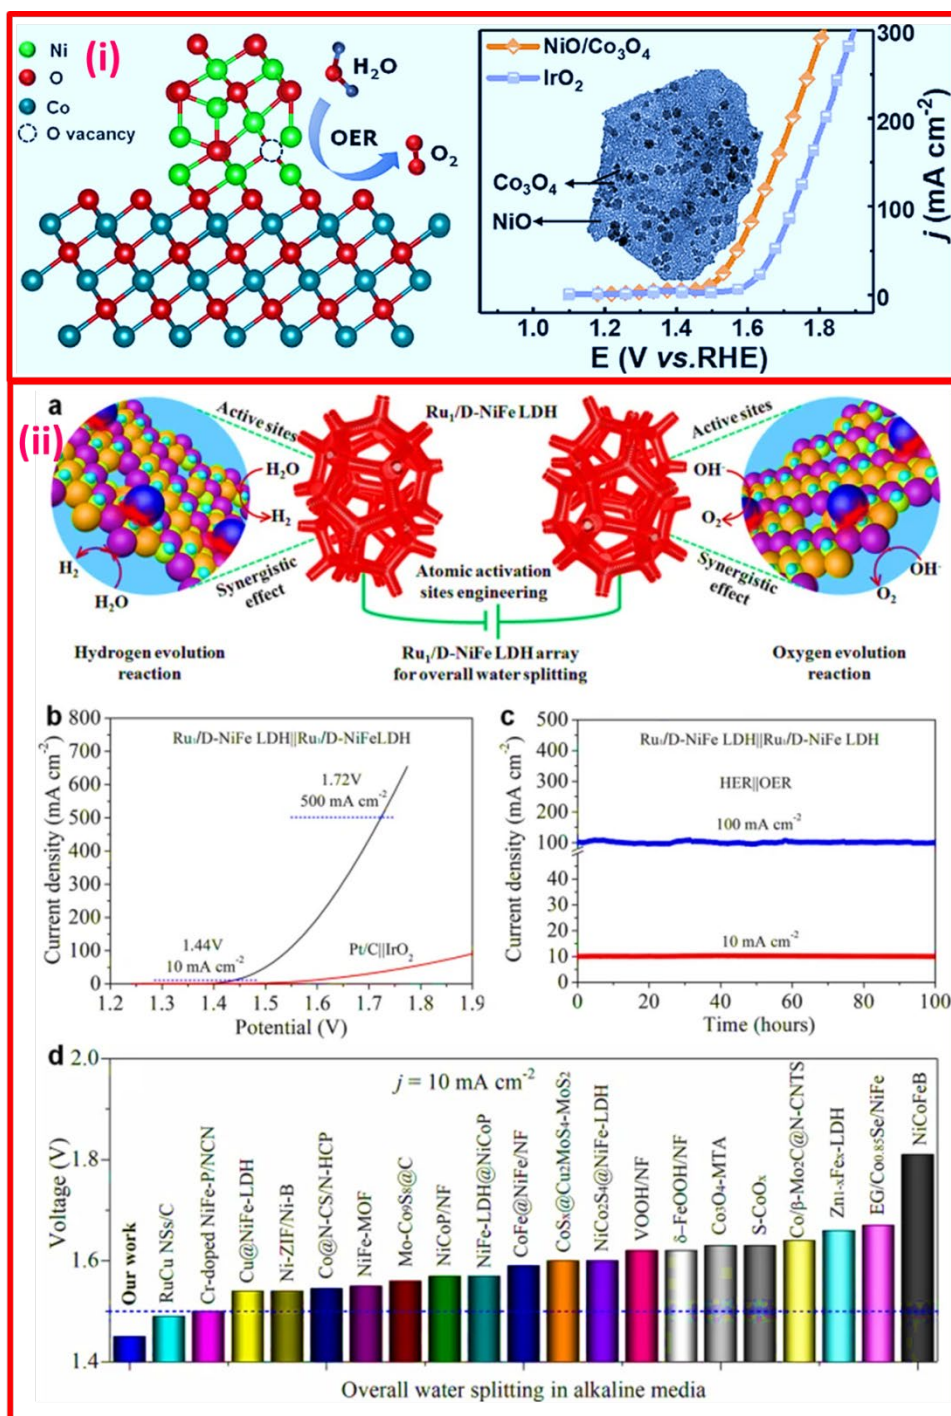 (i)
Ni
O
Co
O vacancy
H₂O
OER
O₂
NiO/Co₃O₄
IrO₂
Co₃O₄
NiO
300
200
100
0
j (mA cm⁻²)
1.0 1.2 1.4 1.6 1.8
E (V vs.RHE)
(ii)
a
Active sites
Ru₁/D-NiFe LDH
Active sites
H₂O
H₂
H₂
H₂O
OH⁻
O₂
OH⁻
O₂
Synergistic
effect
Atomic activation
sites engineering
Synergistic
effect
Hydrogen evolution
reaction
Ru₁/D-NiFe LDH array
for overall water splitting
Oxygen evolution
reaction
b
Current density (mA cm⁻²)
800
700
600
500
400
300
200
100
0
Ru₁/D-NiFe LDH||Ru₁/D-NiFeLDH
1.72V
500 mA cm⁻²
1.44V
10 mA cm⁻²
Pt/C||IrO₂
1.2 1.3 1.4 1.5 1.6 1.7 1.8 1.9
Potential (V)
c
Current density (mA cm⁻²)
500
400
300
200
100
40
30
20
10
0
Ru₁/D-NiFe LDH||Ru₁/D-NiFe LDH
HER||OER
100 mA cm⁻²
10 mA cm⁻²
0 20 40 60 80 100
Time (hours)
d
Voltage (V)
2.0
1.8
1.6
1.4
j = 10 mA cm⁻²
Our work
RuCu NSs/C
Cr-doped NiFe-P/NCN
Cu@NiFe-LDH
Ni-ZIF/Ni-B
Co@N-CS/N-HCP
NiFe-MOF
Mo-Co₉S₈@C
NiCoP/NF
NiFe-LDH@NiCoP
CoFe@NiFe/NF
CoSₓ@Cu₂MoS₄-MoS₂
NiCo₂S₄@NiFe-LDH
VOOH/NF
δ-FeOOH/NF
Co₃O₄-MTA
S-CoOₓ
Co/β-Mo₂C@N-CNTS
Zn₁₋ₓFeₓ-LDH
EG/Co₀.₈₅Se/NiFe
NiCoFeB
Overall water splitting in alkaline media